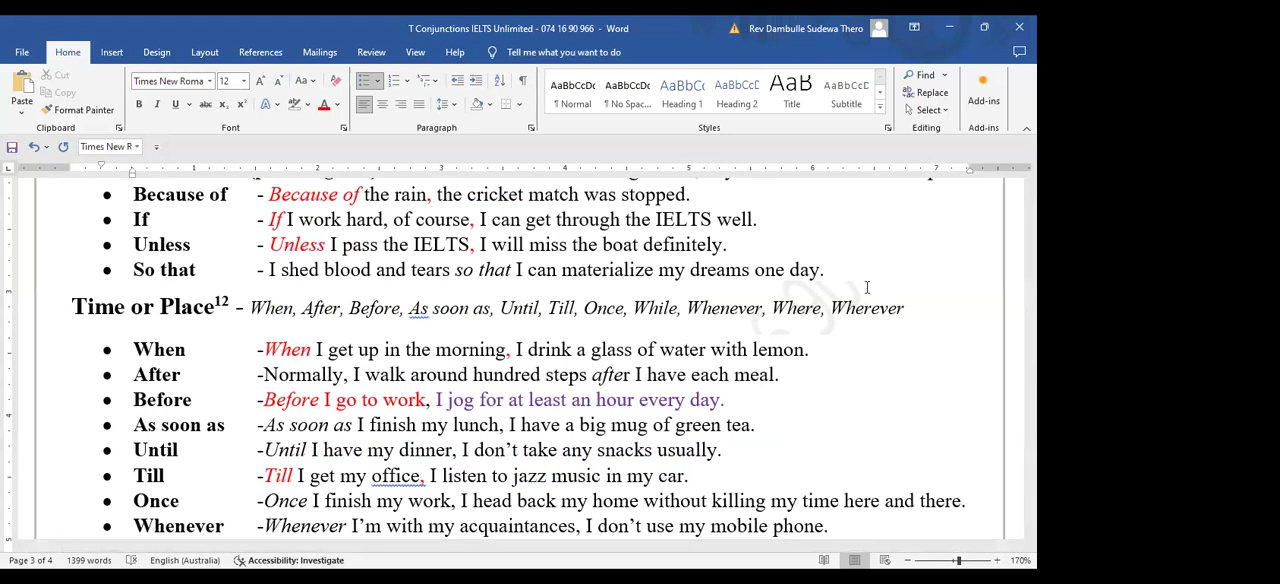 T Conjunctions IELTS Unlimited - 074 16 90 966 - Word
Rev Dambulle Sudewa Thero
File Home Insert Design Layout References Mailings Review View Help Tell me what you want to do
Paste
Cut
Copy
Format Painter
Clipboard
Times New Roma 12
Font
Paragraph
AaBbCcDc AaBbCcDc AaBbCc AaBbCcD AaB AaBbCcD
¶ Normal ¶ No Spac... Heading 1 Heading 2 Title Subtitle
Styles
Find
Replace
Select
Editing
Add-ins
Add-ins
Times New R
1 2 3 4 5 6 7
• Because of - Because of the rain, the cricket match was stopped.
• If - If I work hard, of course, I can get through the IELTS well.
• Unless - Unless I pass the IELTS, I will miss the boat definitely.
• So that - I shed blood and tears so that I can materialize my dreams one day.
Time or Place12 - When, After, Before, As soon as, Until, Till, Once, While, Whenever, Where, Wherever
• When -When I get up in the morning, I drink a glass of water with lemon.
• After -Normally, I walk around hundred steps after I have each meal.
• Before -Before I go to work, I jog for at least an hour every day.
• As soon as -As soon as I finish my lunch, I have a big mug of green tea.
• Until -Until I have my dinner, I don't take any snacks usually.
• Till -Till I get my office, I listen to jazz music in my car.
• Once -Once I finish my work, I head back my home without killing my time here and there.
• Whenever -Whenever I'm with my acquaintances, I don't use my mobile phone.
Page 3 of 4 1399 words English (Australia) Accessibility: Investigate 170%